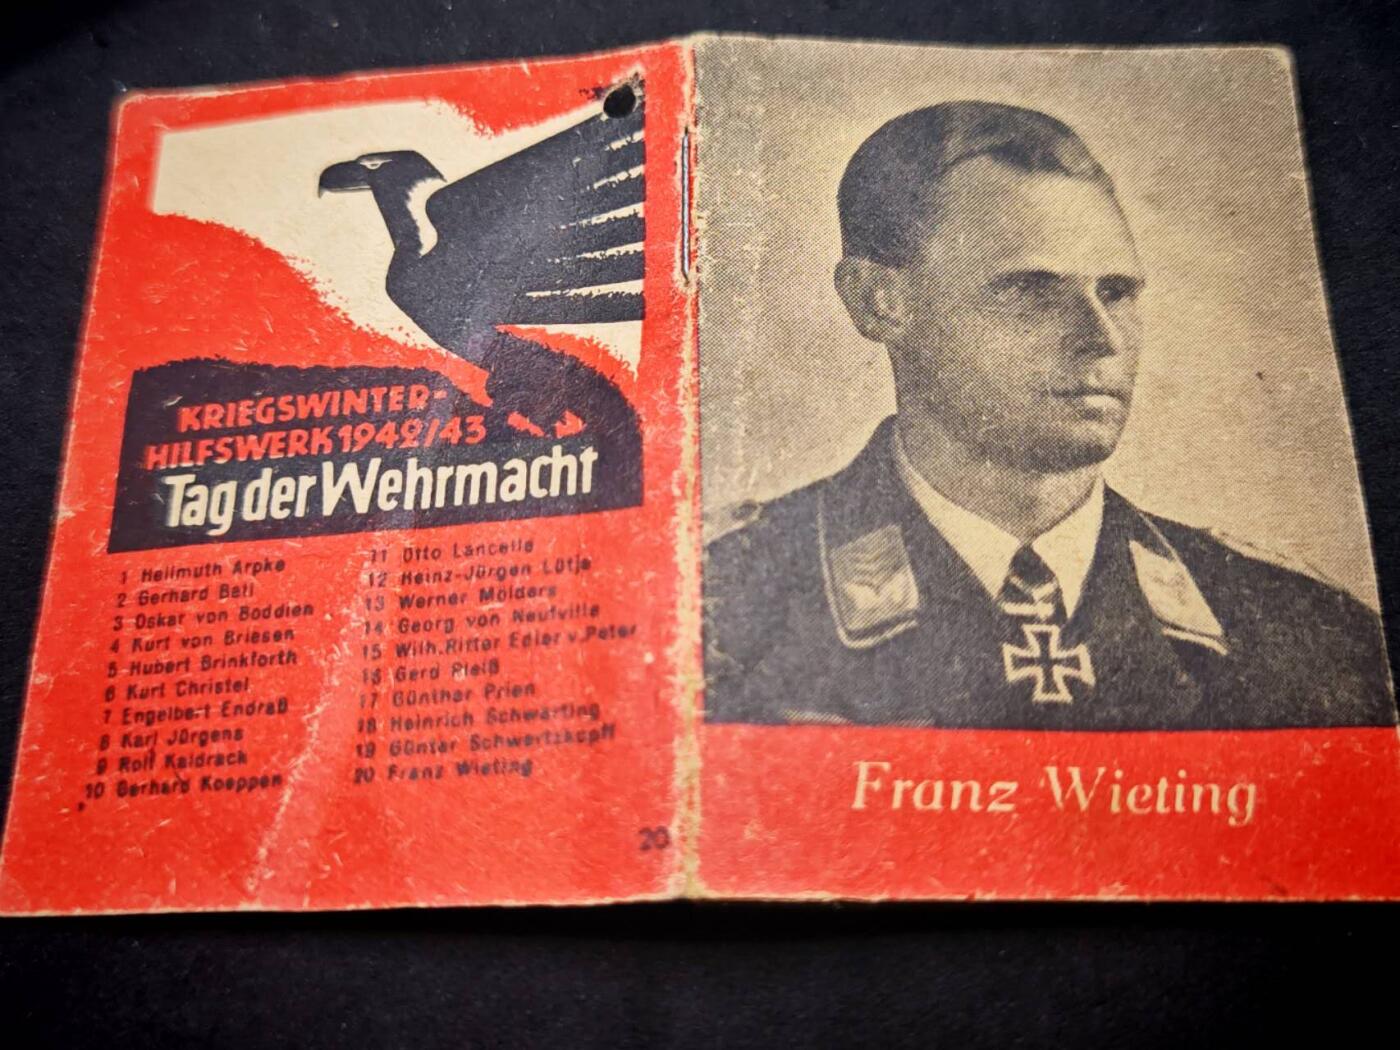 KRIEGSWINTER-
HILFSWERK 1942/43
Tag der Wehrmacht
1 Hellmuth Arpke
2 Gerhard Bail
3 Oskar von Boddien
4 Kurt von Briesen
5 Hubert Brinkforth
6 Kurt Christel
7 Engelbert Endraß
8 Karl Jürgens
9 Rolf Kaldrack
10 Gerhard Koeppen
11 Otto Lancelle
12 Heinz-Jürgen Lütje
13 Werner Mölders
14 Georg von Neufville
15 Wilh. Ritter Edler v. Peter
16 Gerd Pleiß
17 Günther Prien
18 Heinrich Schwarting
19 Günter Schwartzkopff
20 Franz Wieting
20
Franz Wieting